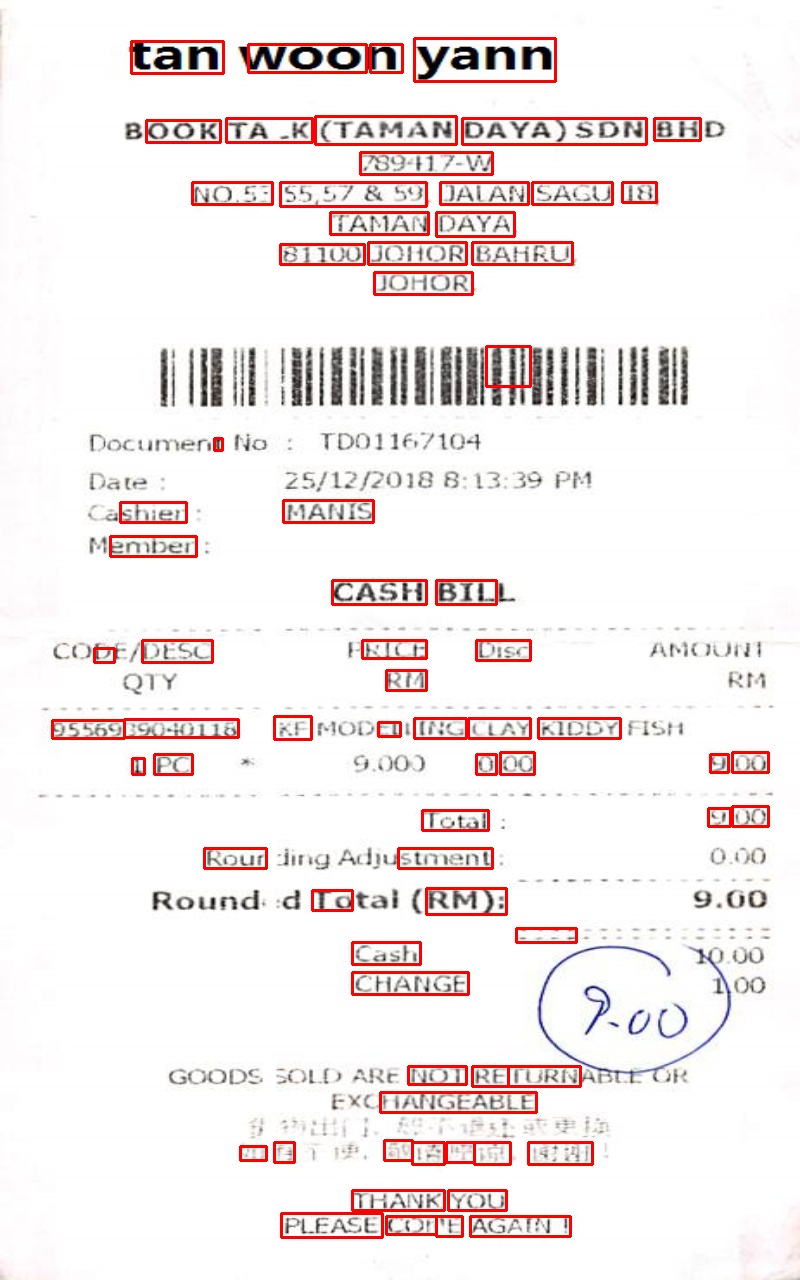 tan woon yann
BOOK TA .K (TAMAN DAYA) SDN BHD
789417-W
NO.53 55,57 & 59, JALAN SAGU 18,
TAMAN DAYA
81100 JOHOR BAHRU,
JOHOR.
Document No : TD01167104
Date : 25/12/2018 8:13:39 PM
Cashier : MANIS
Member :
CASH BILL
CODE/DESC PRICE Disc AMOUNT
QTY RM RM
9556939040118 KF MODELLING CLAY KIDDY FISH
1 PC * 9.000 0.00 9.00
Total : 9.00
Rounding Adjustment : 0.00
Rounded Total (RM): 9.00
Cash 10.00
CHANGE 1.00
9.00
GOODS SOLD ARE NOT RETURNABLE OR
EXCHANGEABLE
THANK YOU
PLEASE COME AGAIN !